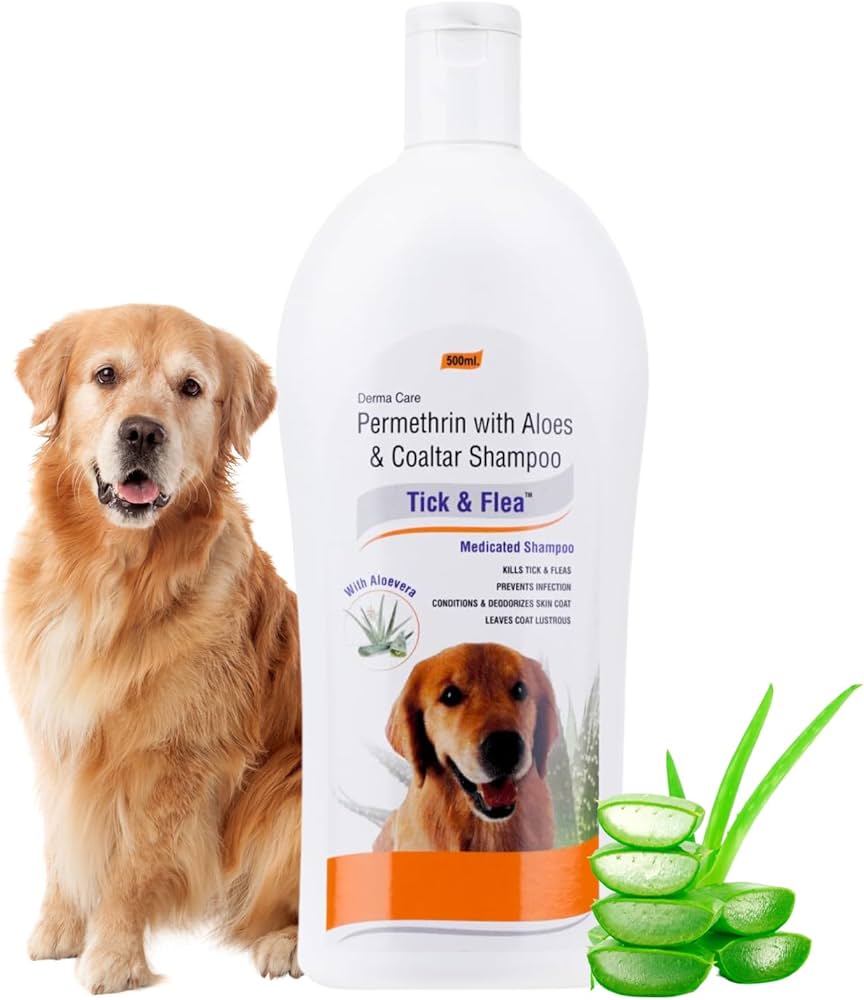 500ml.
Derma Care
Permethrin with Aloes
& Coaltar Shampoo
Tick & Flea™
Medicated Shampoo
KILLS TICK & FLEAS
PREVENTS INFECTION
CONDITIONS & DEODORIZES SKIN COAT
LEAVES COAT LUSTROUS
With Aloevera